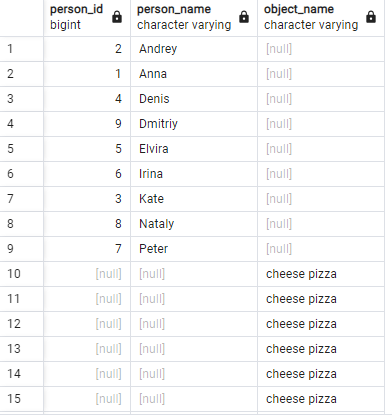 person_id person_name object_name
bigint character varying character varying
1 2 Andrey [null]
2 1 Anna [null]
3 4 Denis [null]
4 9 Dmitriy [null]
5 5 Elvira [null]
6 6 Irina [null]
7 3 Kate [null]
8 8 Nataly [null]
9 7 Peter [null]
10 [null] [null] cheese pizza
11 [null] [null] cheese pizza
12 [null] [null] cheese pizza
13 [null] [null] cheese pizza
14 [null] [null] cheese pizza
15 [null] [null] cheese pizza